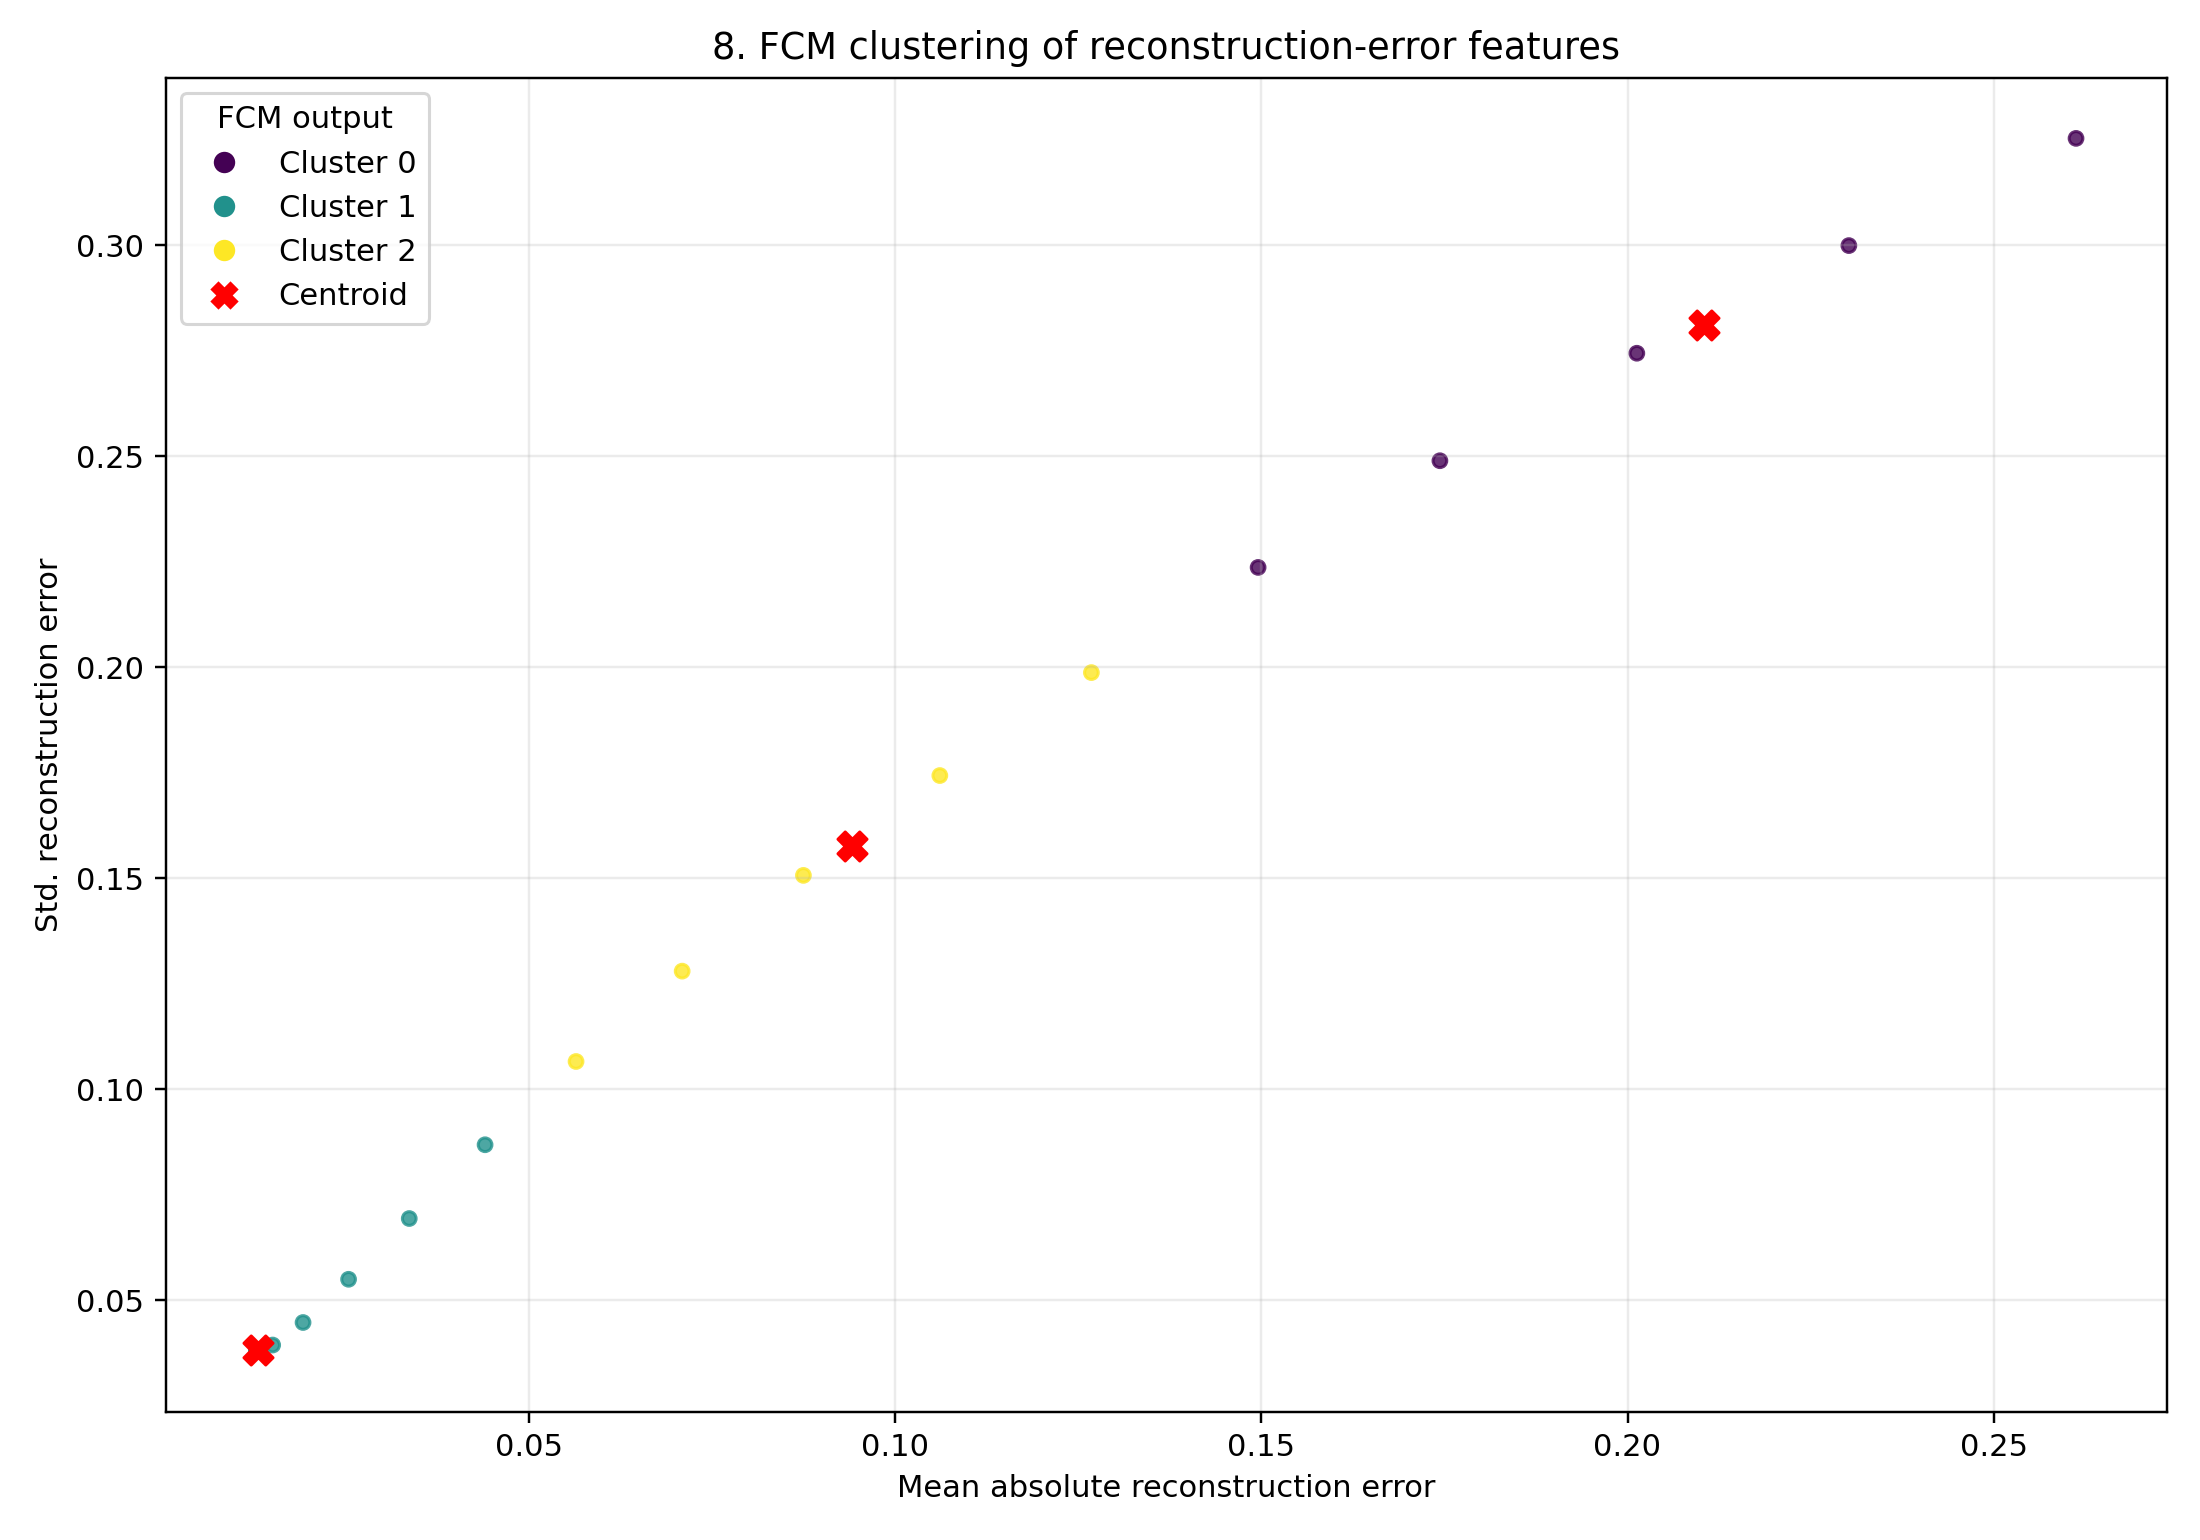 8. FCM clustering of reconstruction-error features
FCM output
Cluster 0
Cluster 1
Cluster 2
Centroid
0.30
0.25
0.20
0.15
0.10
0.05
Std. reconstruction error
0.05
0.10
0.15
0.20
0.25
Mean absolute reconstruction error